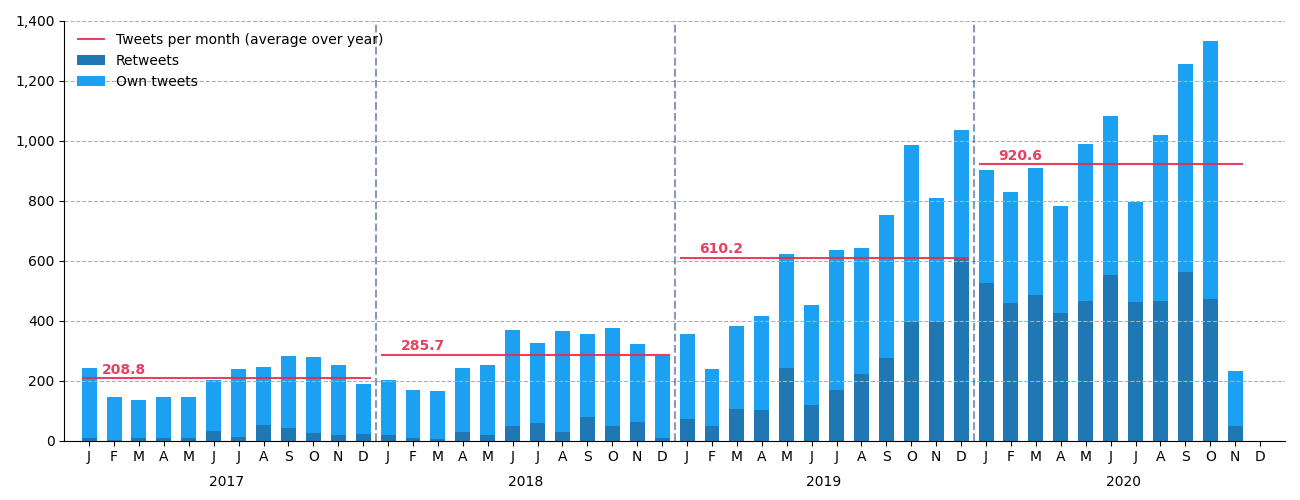 1,400
1,200
1,000
800
600
400
200
0
Tweets per month (average over year)
Retweets
Own tweets
208.8
285.7
610.2
920.6
J F M A M J J A S O N D J F M A M J J A S O N D J F M A M J J A S O N D J F M A M J J A S O N D
2017 2018 2019 2020